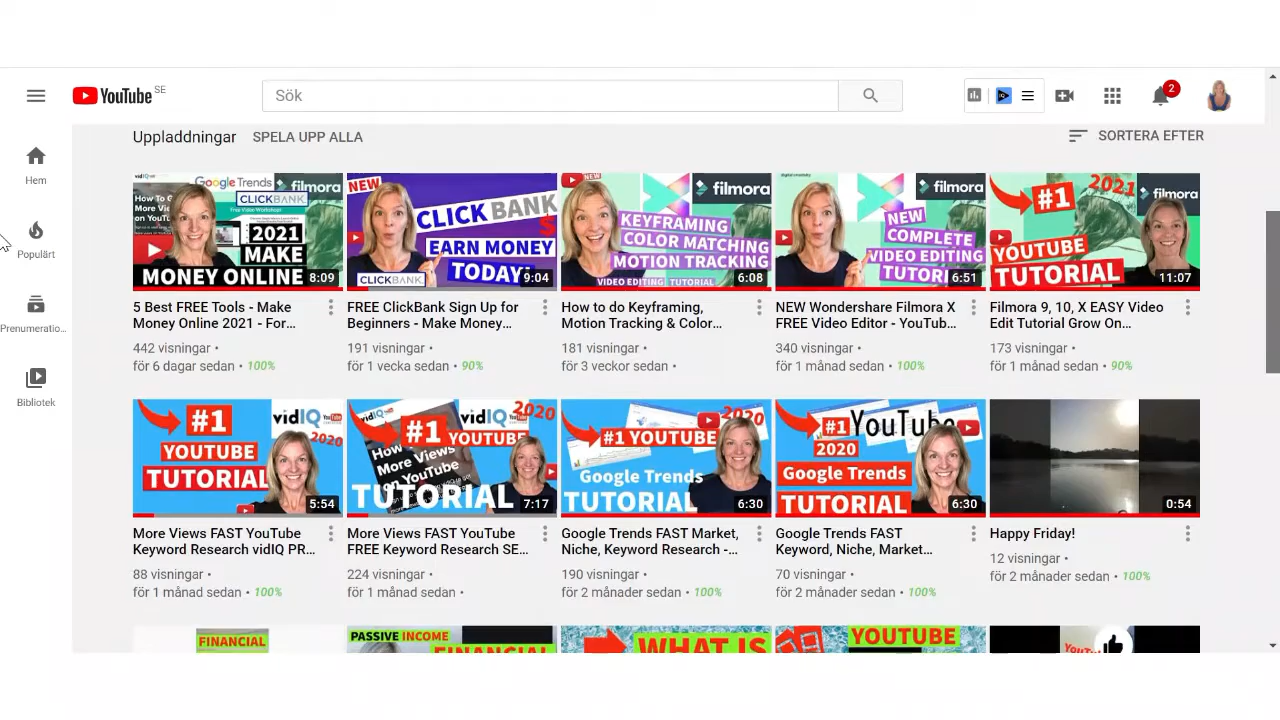 YouTube SE
Sök
2
Hem
Populärt
Prenumeratio...
Bibliotek
Uppladdningar SPELA UPP ALLA
SORTERA EFTER
vidIQ
Google Trends
filmora
CLICKBANK
Free Video Workshops
2021
MAKE
MONEY ONLINE
8:09
NEW
CLICK BANK
$
EARN MONEY
TODAY!
CLICKBANK
9:04
NEW
filmora
KEYFRAMING
COLOR MATCHING
MOTION TRACKING
VIDEO EDITING TUTORIAL
6:08
digital creativity
filmora
NEW
COMPLETE
VIDEO EDITING
TUTOR
6:51
#1
2021
filmora
YOUTUBE
TUTORIAL
11:07
5 Best FREE Tools - Make
Money Online 2021 - For...
442 visningar •
för 6 dagar sedan • 100%
FREE ClickBank Sign Up for
Beginners - Make Money...
191 visningar •
för 1 vecka sedan • 90%
How to do Keyframing,
Motion Tracking & Color...
181 visningar •
för 3 veckor sedan •
NEW Wondershare Filmora X
FREE Video Editor - YouTub...
340 visningar •
för 1 månad sedan • 100%
Filmora 9, 10, X EASY Video
Edit Tutorial Grow On...
173 visningar •
för 1 månad sedan • 90%
#1
vidIQ
2020
YOUTUBE
TUTORIAL
5:54
vidIQ
vidIQ
2020
#1 YOUTUBE
How
More Views
on YouTube
TUTORIAL
7:17
2020
#1 YOUTUBE
Google Trends
TUTORIAL
6:30
#1 YouTube
2020
Google Trends
TUTORIAL
6:30
0:54
More Views FAST YouTube
Keyword Research vidIQ PR...
88 visningar •
för 1 månad sedan • 100%
More Views FAST YouTube
FREE Keyword Research SE...
224 visningar •
för 1 månad sedan •
Google Trends FAST Market,
Niche, Keyword Research -...
190 visningar •
för 2 månader sedan • 100%
Google Trends FAST
Keyword, Niche, Market...
70 visningar •
för 2 månader sedan • 100%
Happy Friday!
12 visningar •
för 2 månader sedan • 100%
FINANCIAL
PASSIVE INCOME
FINANCIAL
WHAT IS
YOUTUBE